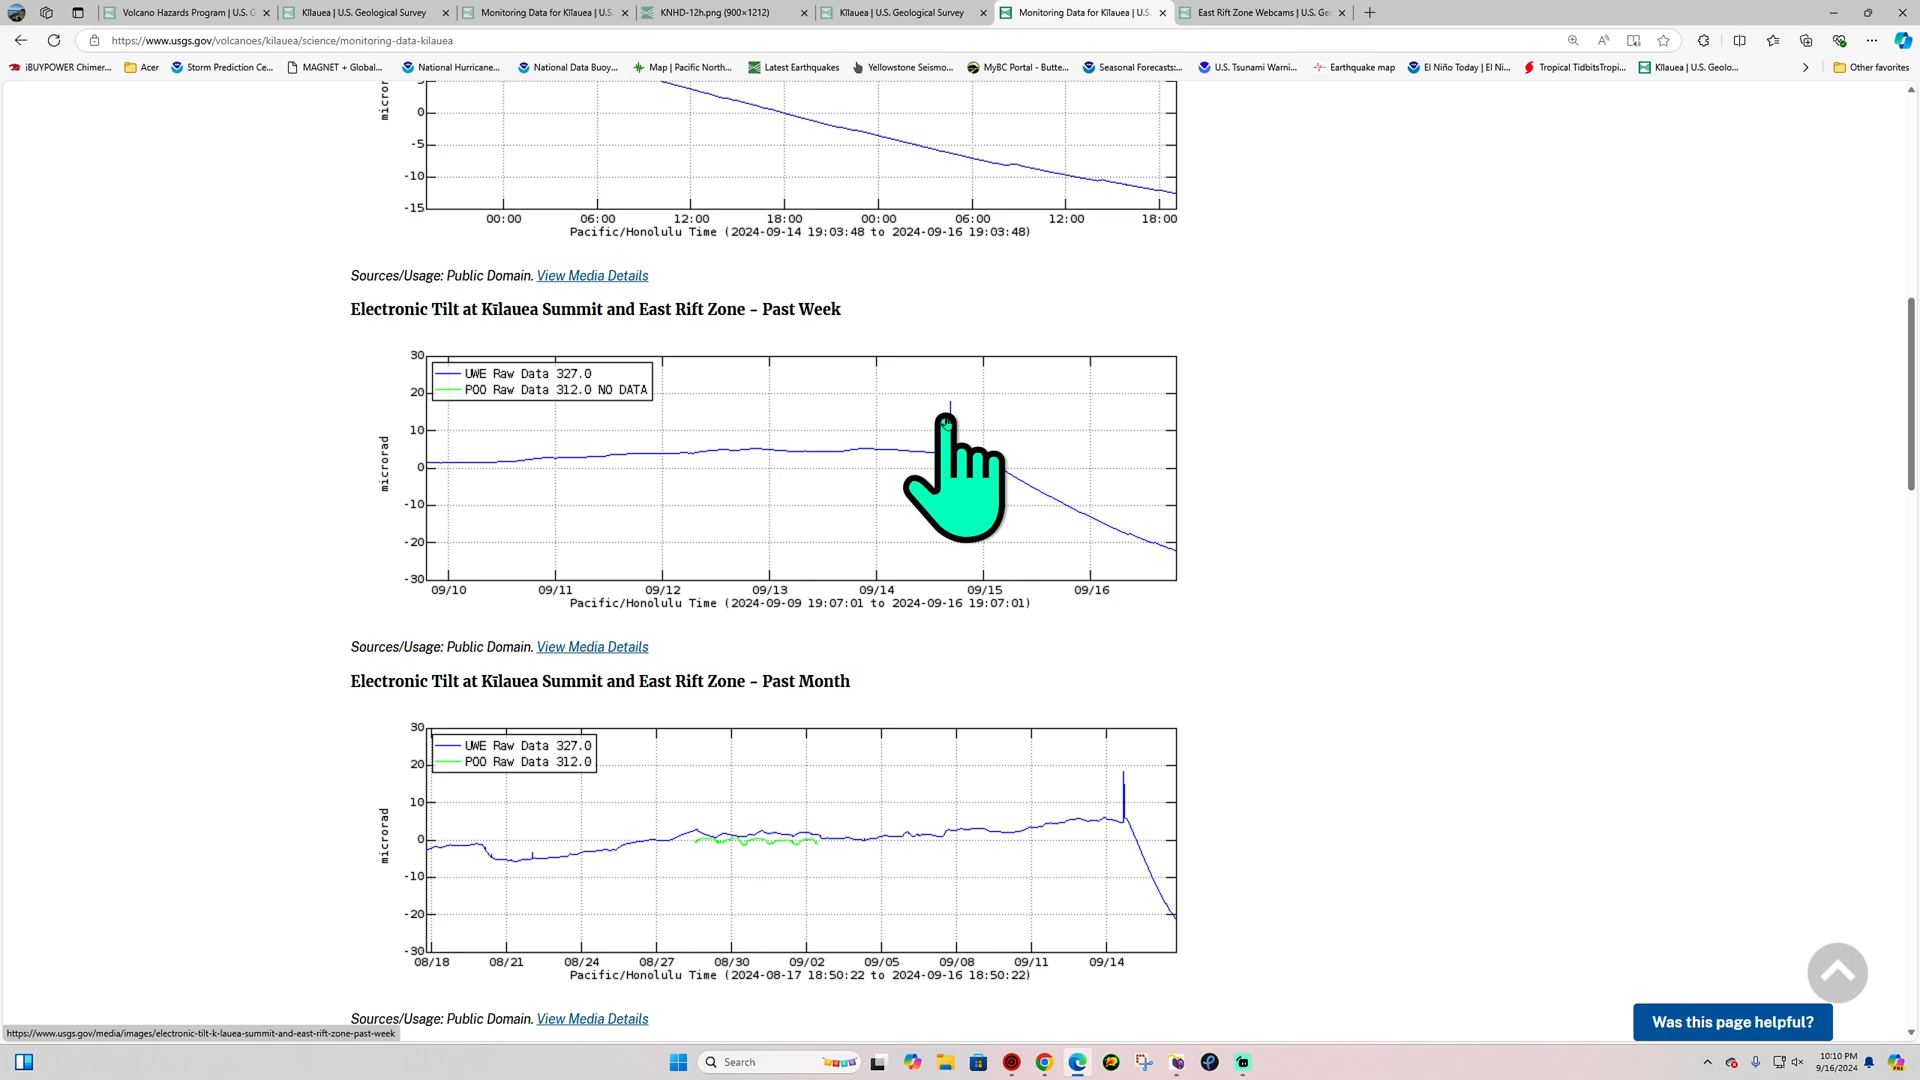 Volcano Hazards Program | U.S. G
Kīlauea | U.S. Geological Survey
Monitoring Data for Kīlauea | U.S.
KNHD-12h.png (900×1212)
Kīlauea | U.S. Geological Survey
Monitoring Data for Kīlauea | U.S.
East Rift Zone Webcams | U.S. Ge
https://www.usgs.gov/volcanoes/kilauea/science/monitoring-data-kilauea
iBUYPOWER Chimer...
Acer
Storm Prediction Ce...
MAGNET + Global...
National Hurricane...
National Data Buoy...
Map | Pacific North...
Latest Earthquakes
Yellowstone Seismo...
MyBC Portal - Butte...
Seasonal Forecasts:...
U.S. Tsunami Warni...
Earthquake map
El Niño Today | El Ni...
Tropical TidbitsTropi...
Kīlauea | U.S. Geolo...
Other favorites
microrad
0
-5
-10
-15
00:00 06:00 12:00 18:00 00:00 06:00 12:00 18:00
Pacific/Honolulu Time (2024-09-14 19:03:48 to 2024-09-16 19:03:48)
Sources/Usage: Public Domain. View Media Details
Electronic Tilt at Kīlauea Summit and East Rift Zone - Past Week
UWE Raw Data 327.0
POO Raw Data 312.0 NO DATA
30
20
10
0
-10
-20
-30
microrad
09/10 09/11 09/12 09/13 09/14 09/15 09/16
Pacific/Honolulu Time (2024-09-09 19:07:01 to 2024-09-16 19:07:01)
Sources/Usage: Public Domain. View Media Details
Electronic Tilt at Kīlauea Summit and East Rift Zone - Past Month
UWE Raw Data 327.0
POO Raw Data 312.0
30
20
10
0
-10
-20
-30
microrad
08/18 08/21 08/24 08/27 08/30 09/02 09/05 09/08 09/11 09/14
Pacific/Honolulu Time (2024-08-17 18:50:22 to 2024-09-16 18:50:22)
Sources/Usage: Public Domain. View Media Details
Was this page helpful?
https://www.usgs.gov/media/images/electronic-tilt-k-lauea-summit-and-east-rift-zone-past-week
Search
10:10 PM
9/16/2024